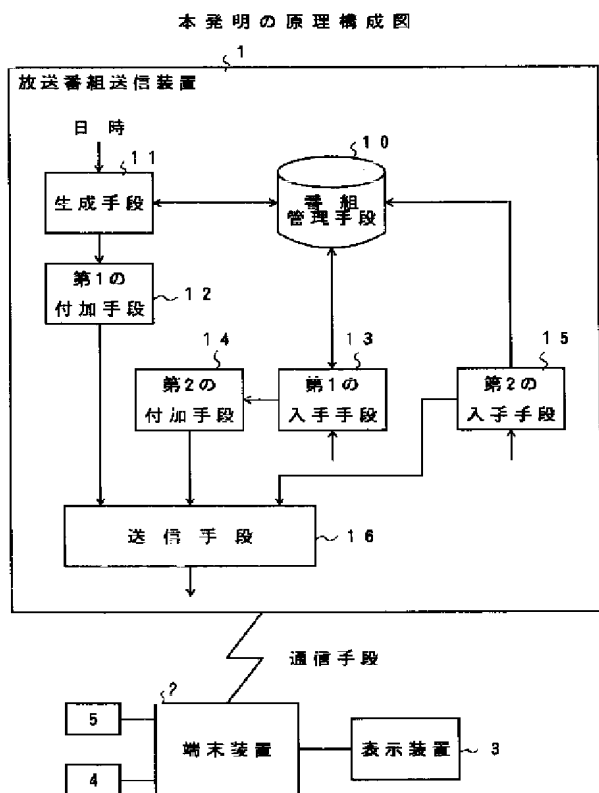 本発明の原理構成図
1
放送番組送信装置
日時
11
10
生成手段
番組
管理手段
第1の
付加手段
12
14
13
15
第2の
付加手段
第1の
入手手段
第2の
入手手段
送信手段
16
通信手段
2
5
端末装置
表示装置
3
4